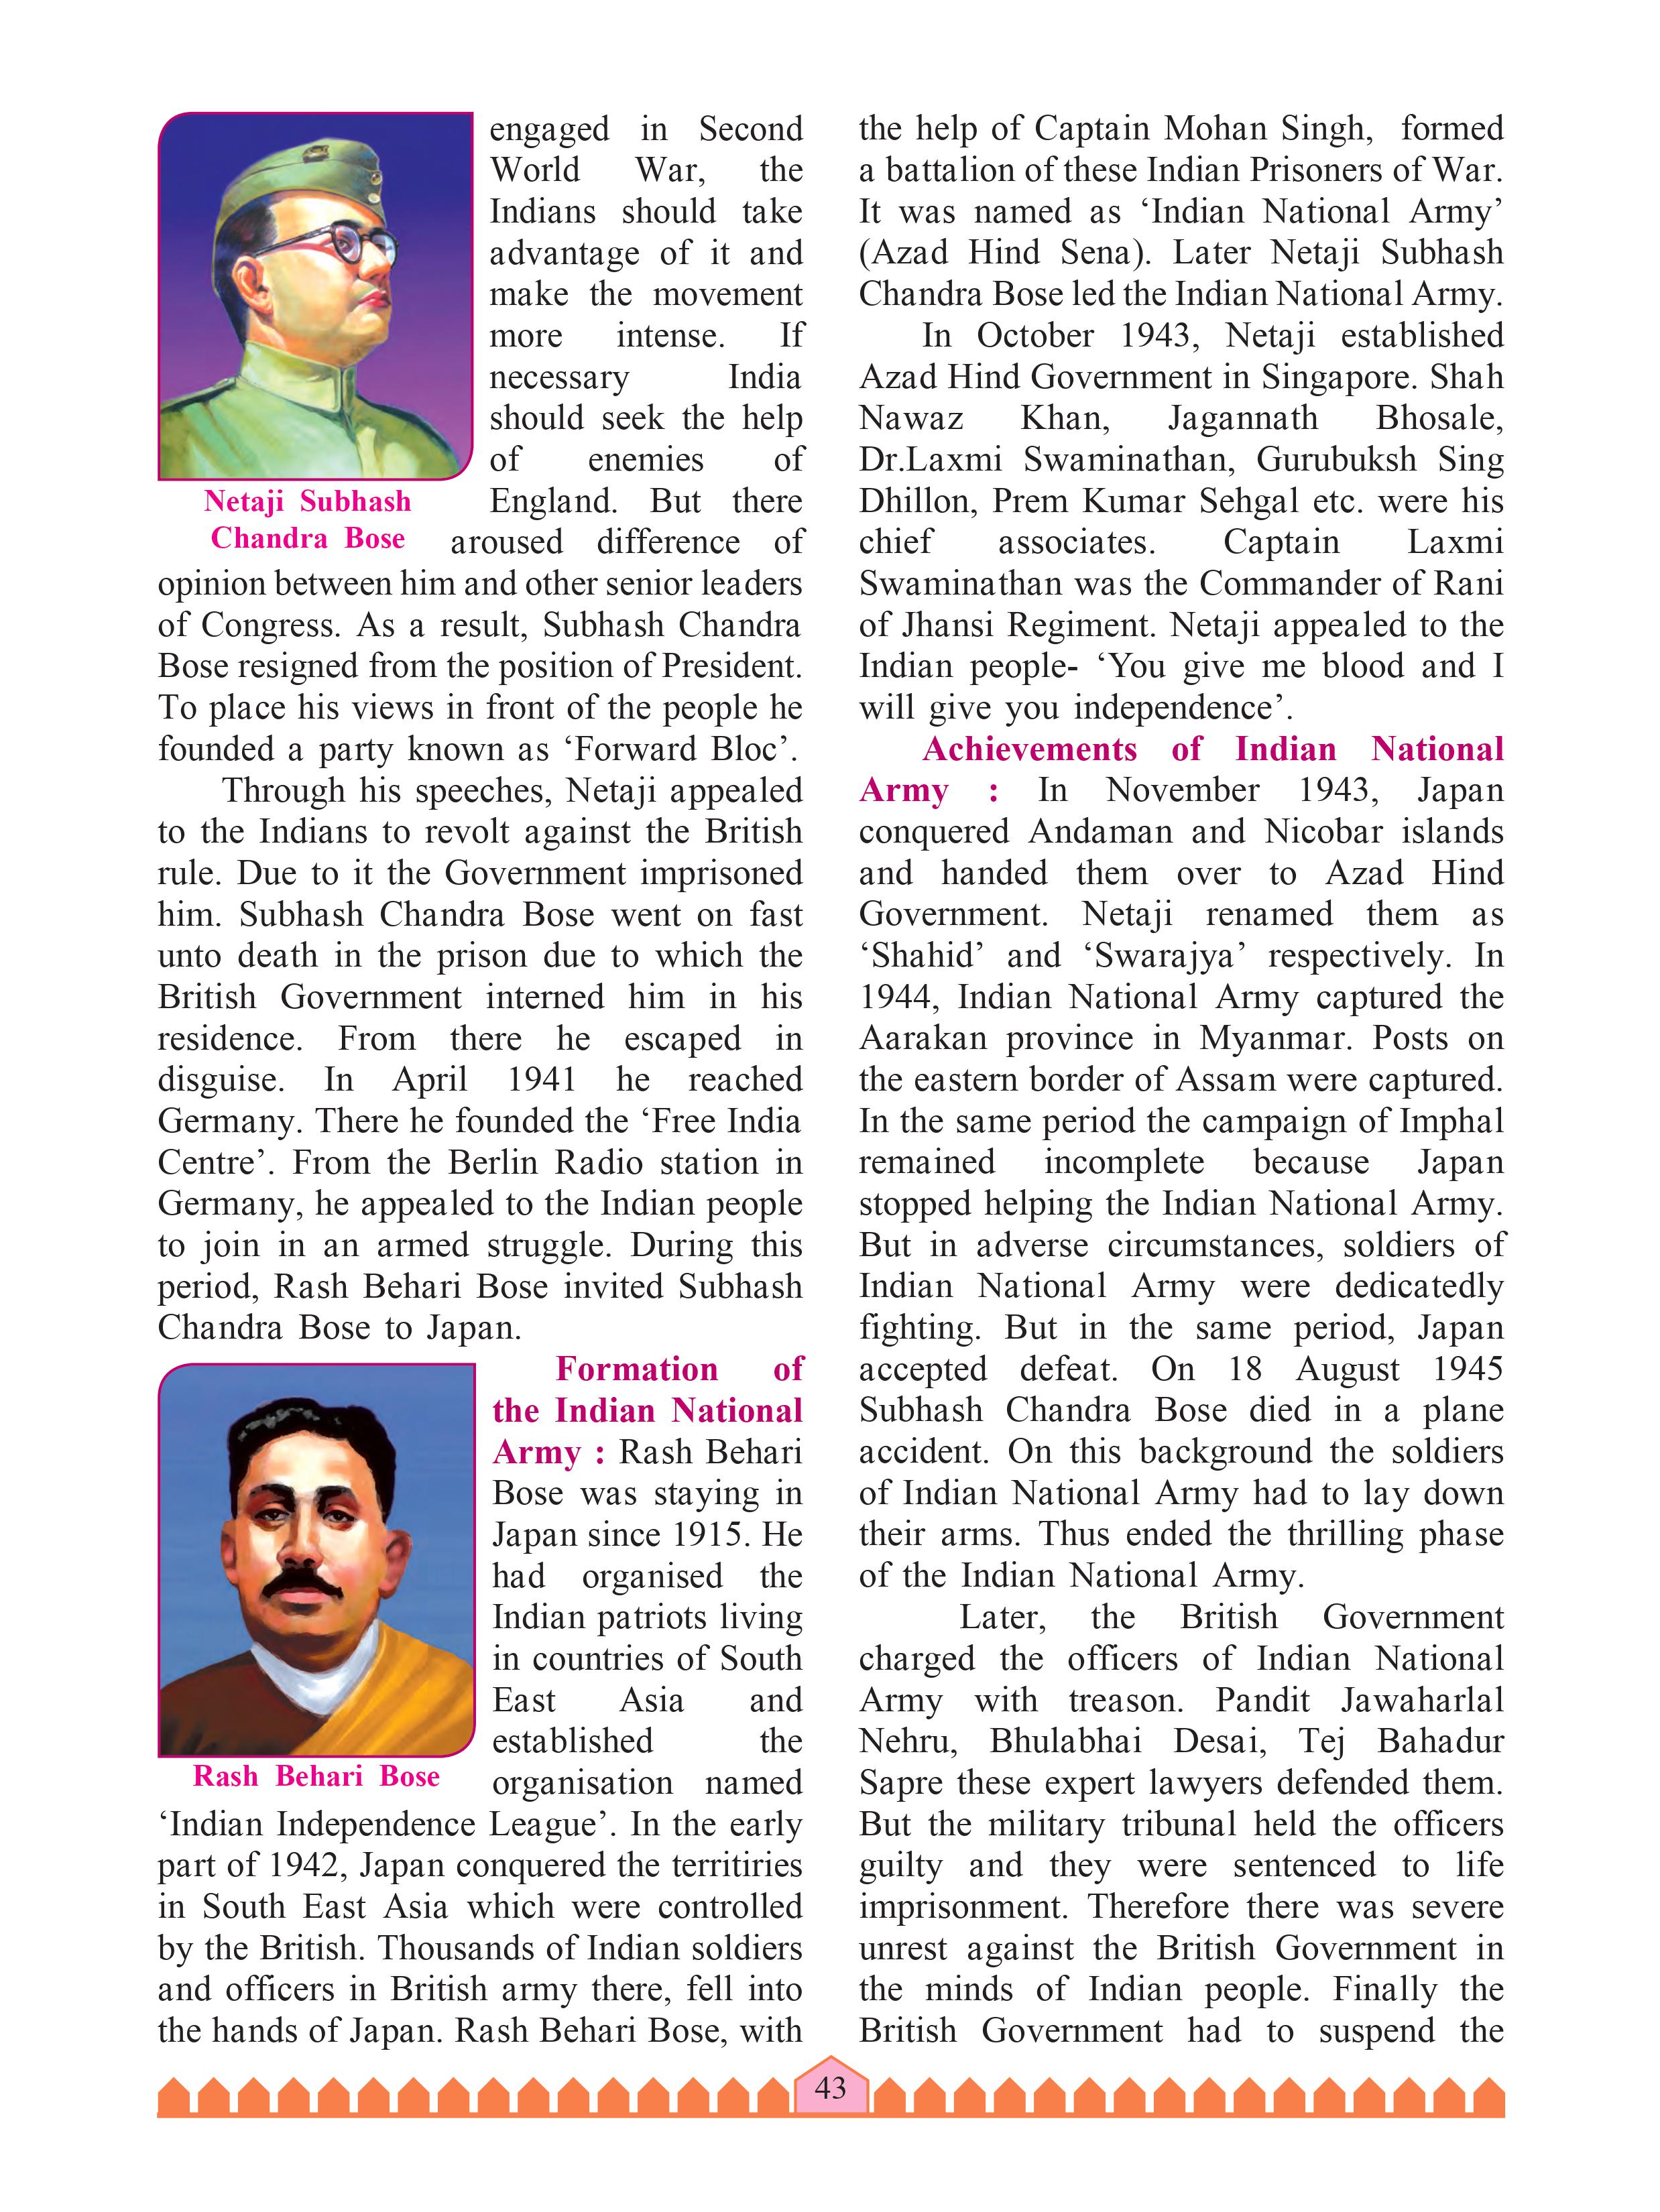 engaged in Second
World War, the
Indians should take
advantage of it and
make the movement
more intense. If
necessary India
should seek the help
of enemies of
England. But there
Netaji Subhash
Chandra Bose
aroused difference of
opinion between him and other senior leaders
of Congress. As a result, Subhash Chandra
Bose resigned from the position of President.
To place his views in front of the people he
founded a party known as ‘Forward Bloc’.
Through his speeches, Netaji appealed
to the Indians to revolt against the British
rule. Due to it the Government imprisoned
him. Subhash Chandra Bose went on fast
unto death in the prison due to which the
British Government interned him in his
residence. From there he escaped in
disguise. In April 1941 he reached
Germany. There he founded the ‘Free India
Centre’. From the Berlin Radio station in
Germany, he appealed to the Indian people
to join in an armed struggle. During this
period, Rash Behari Bose invited Subhash
Chandra Bose to Japan.
Formation of
the Indian National
Army : Rash Behari
Bose was staying in
Japan since 1915. He
had organised the
Indian patriots living
in countries of South
East Asia and
established the
organisation named
Rash Behari Bose
‘Indian Independence League’. In the early
part of 1942, Japan conquered the territiries
in South East Asia which were controlled
by the British. Thousands of Indian soldiers
and officers in British army there, fell into
the hands of Japan. Rash Behari Bose, with
the help of Captain Mohan Singh, formed
a battalion of these Indian Prisoners of War.
It was named as ‘Indian National Army’
(Azad Hind Sena). Later Netaji Subhash
Chandra Bose led the Indian National Army.
In October 1943, Netaji established
Azad Hind Government in Singapore. Shah
Nawaz Khan, Jagannath Bhosale,
Dr.Laxmi Swaminathan, Gurubuksh Sing
Dhillon, Prem Kumar Sehgal etc. were his
chief associates. Captain Laxmi
Swaminathan was the Commander of Rani
of Jhansi Regiment. Netaji appealed to the
Indian people- ‘You give me blood and I
will give you independence’.
Achievements of Indian National
Army : In November 1943, Japan
conquered Andaman and Nicobar islands
and handed them over to Azad Hind
Government. Netaji renamed them as
‘Shahid’ and ‘Swarajya’ respectively. In
1944, Indian National Army captured the
Aarakan province in Myanmar. Posts on
the eastern border of Assam were captured.
In the same period the campaign of Imphal
remained incomplete because Japan
stopped helping the Indian National Army.
But in adverse circumstances, soldiers of
Indian National Army were dedicatedly
fighting. But in the same period, Japan
accepted defeat. On 18 August 1945
Subhash Chandra Bose died in a plane
accident. On this background the soldiers
of Indian National Army had to lay down
their arms. Thus ended the thrilling phase
of the Indian National Army.
Later, the British Government
charged the officers of Indian National
Army with treason. Pandit Jawaharlal
Nehru, Bhulabhai Desai, Tej Bahadur
Sapre these expert lawyers defended them.
But the military tribunal held the officers
guilty and they were sentenced to life
imprisonment. Therefore there was severe
unrest against the British Government in
the minds of Indian people. Finally the
British Government had to suspend the
43